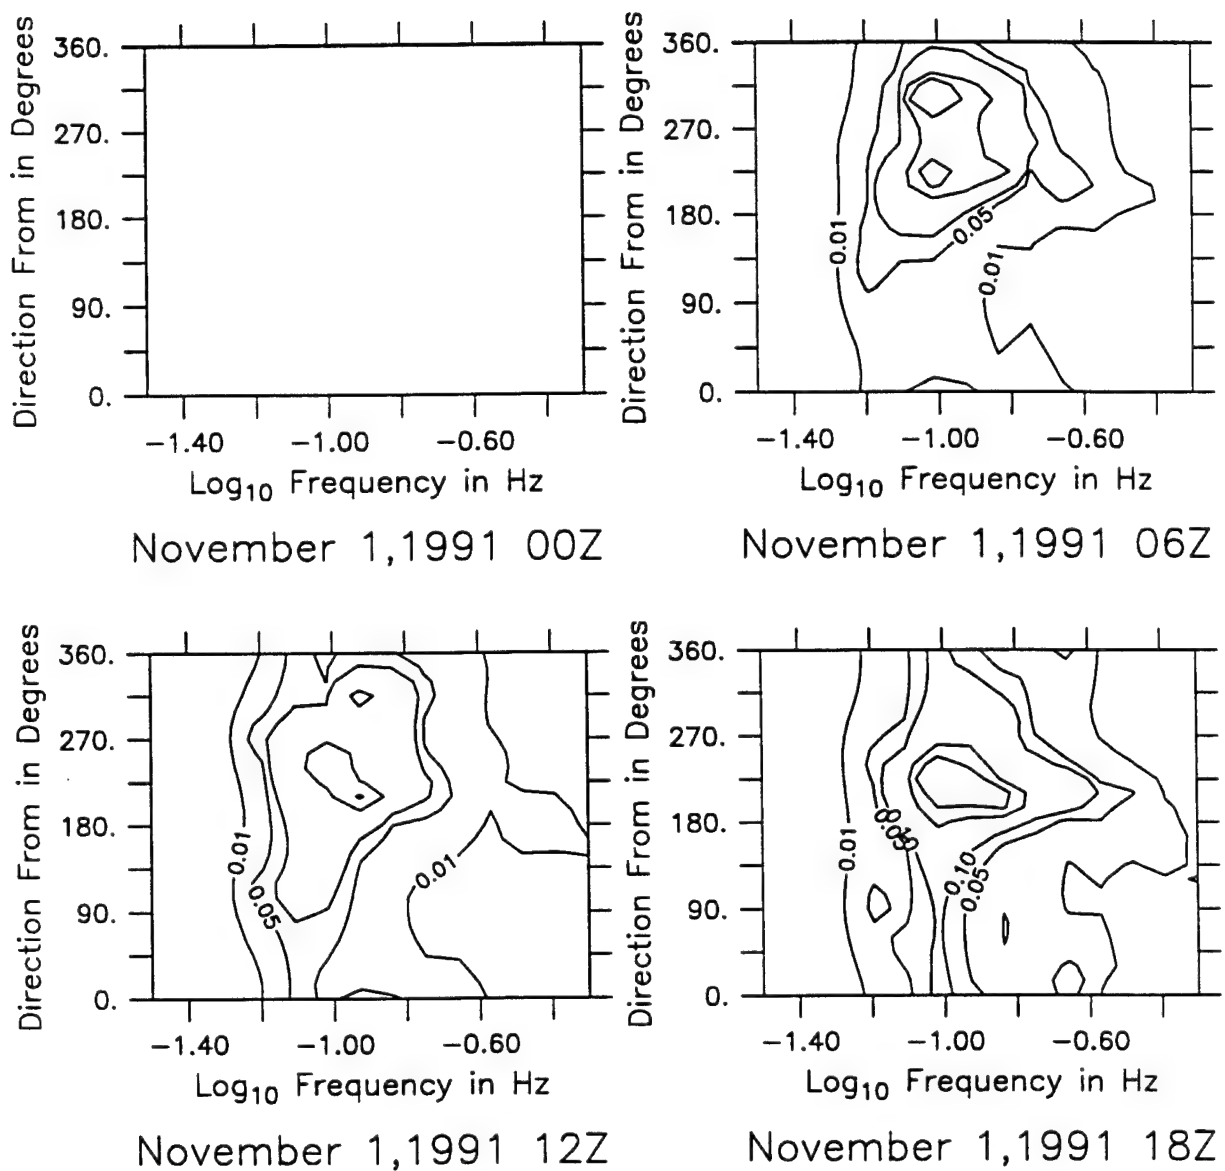 Direction From in Degrees
360.
270.
180.
90.
0.
-1.40 -1.00 -0.60
Log10 Frequency in Hz
November 1,1991 00Z
Direction From in Degrees
360.
270.
180.
90.
0.
0.01
0.05
0.01
-1.40 -1.00 -0.60
Log10 Frequency in Hz
November 1,1991 06Z
Direction From in Degrees
360.
270.
180.
90.
0.
0.01
0.05
0.01
-1.40 -1.00 -0.60
Log10 Frequency in Hz
November 1,1991 12Z
Direction From in Degrees
360.
270.
180.
90.
0.
0.01
0.05
0.10
0.10
0.05
-1.40 -1.00 -0.60
Log10 Frequency in Hz
November 1,1991 18Z